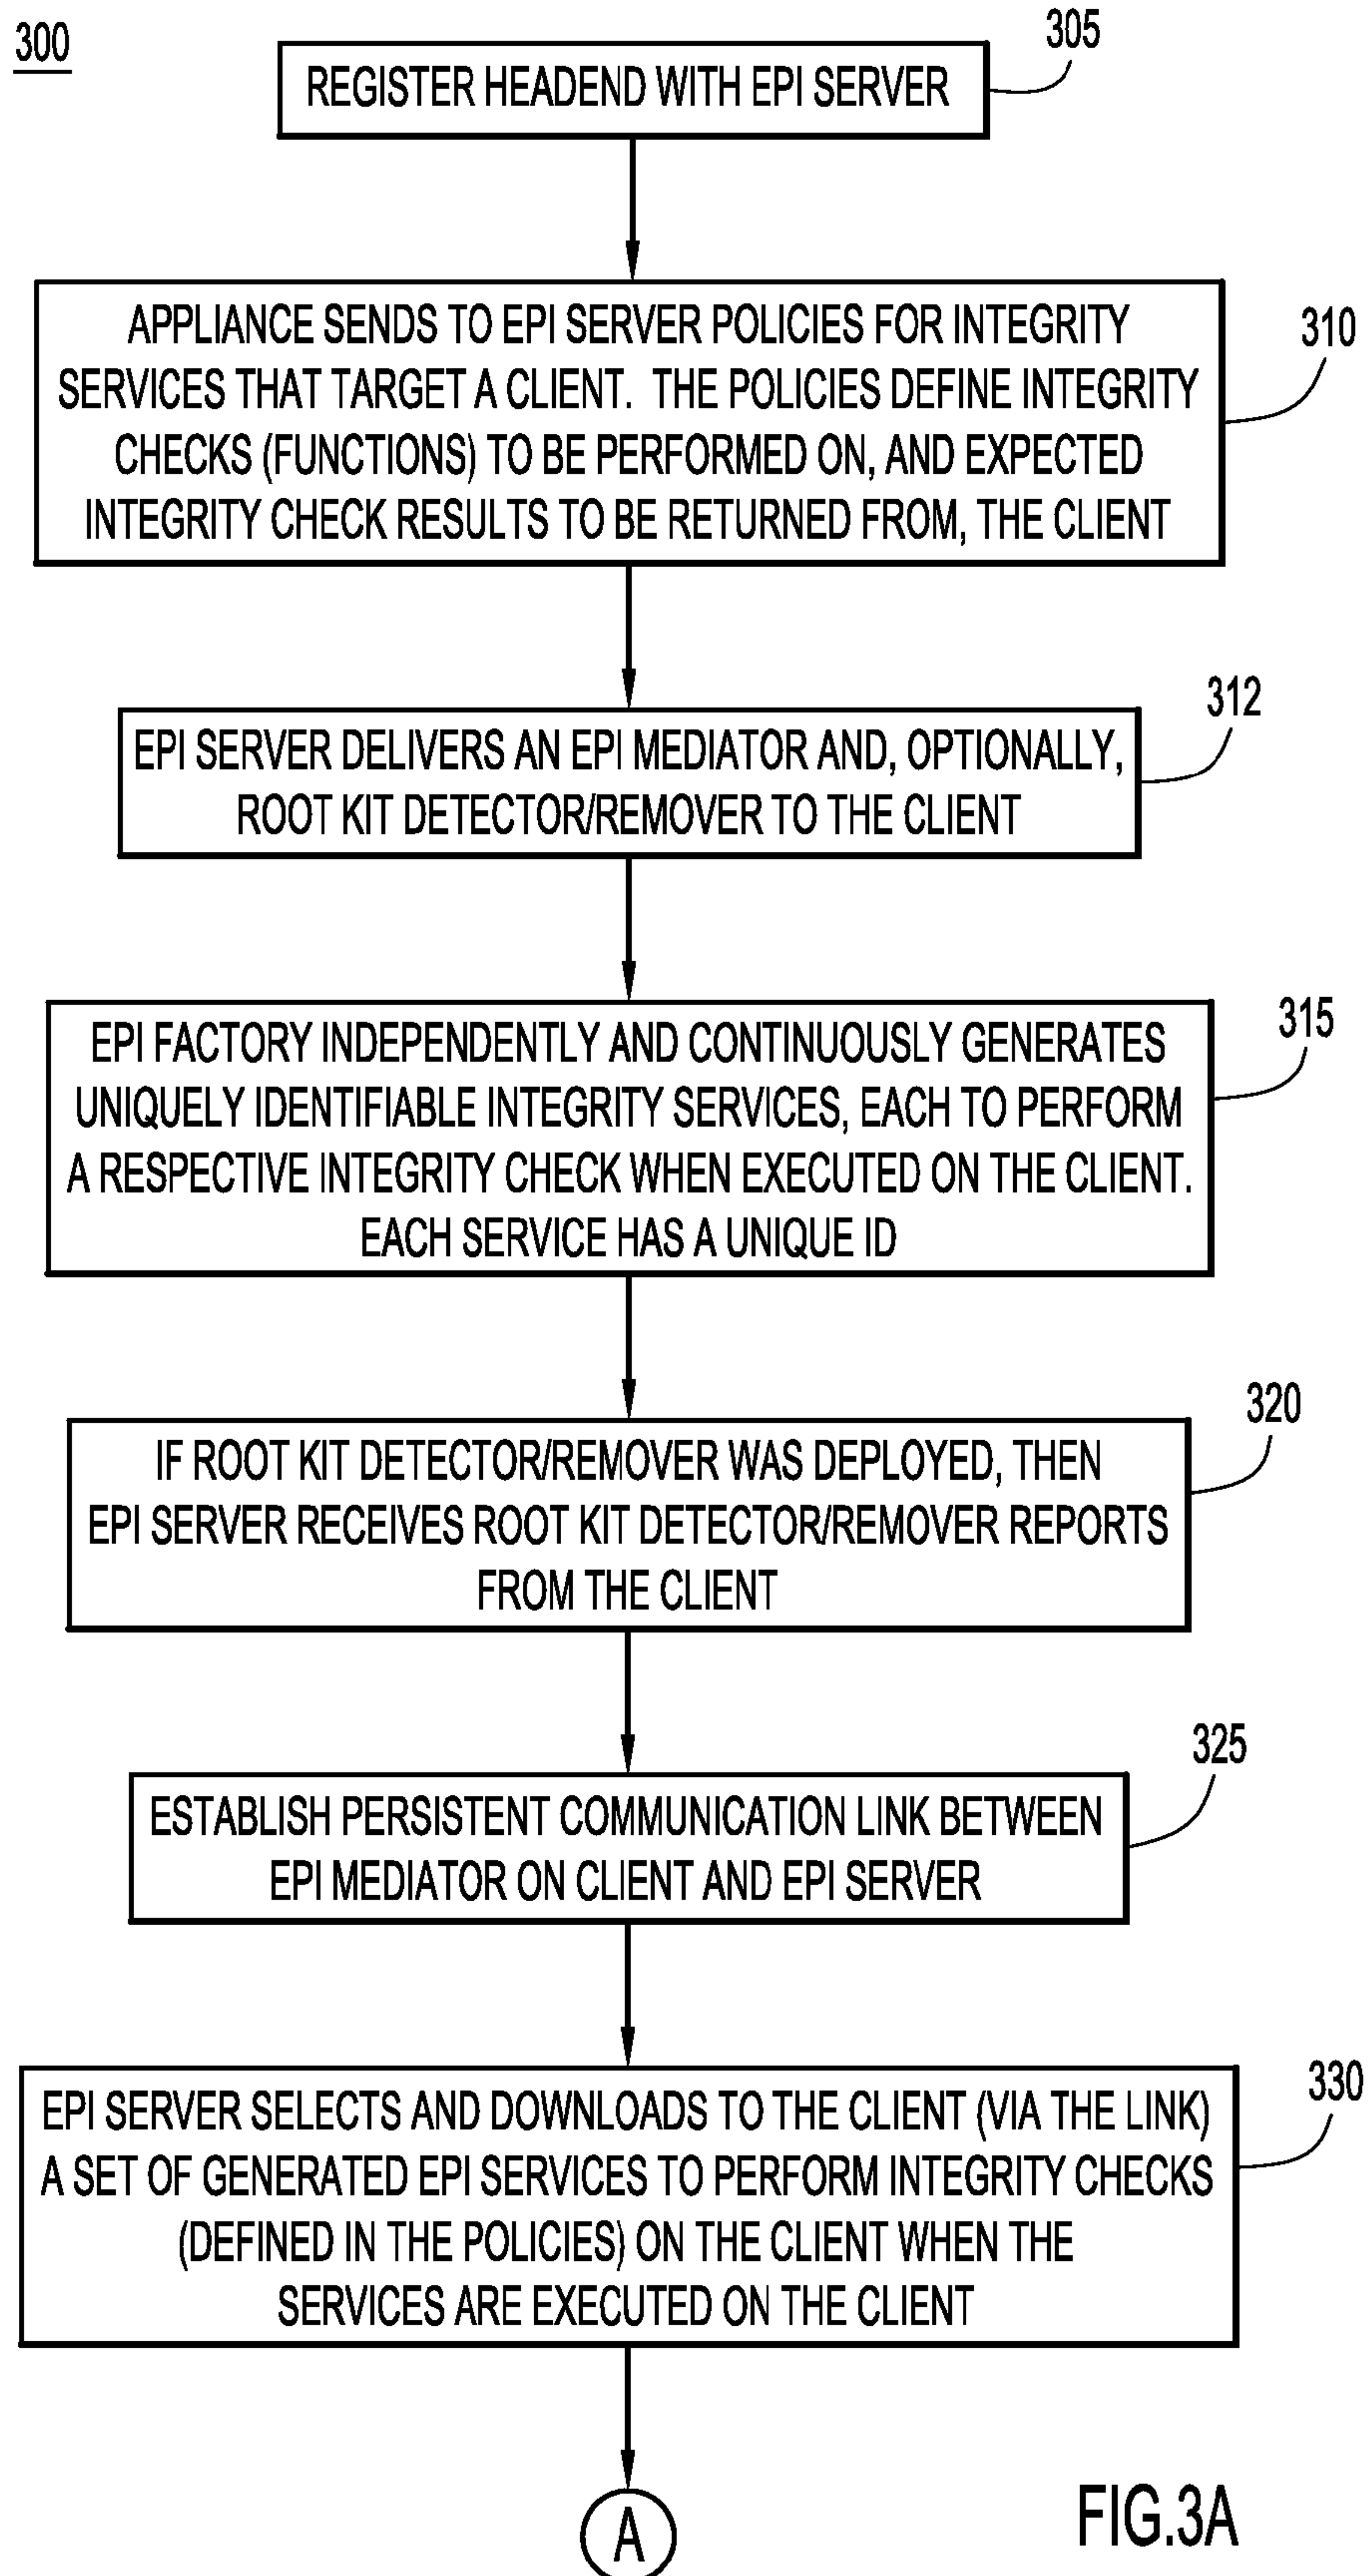 300
305
REGISTER HEADEND WITH EPI SERVER
310
APPLIANCE SENDS TO EPI SERVER POLICIES FOR INTEGRITY
SERVICES THAT TARGET A CLIENT. THE POLICIES DEFINE INTEGRITY
CHECKS (FUNCTIONS) TO BE PERFORMED ON, AND EXPECTED
INTEGRITY CHECK RESULTS TO BE RETURNED FROM, THE CLIENT
312
EPI SERVER DELIVERS AN EPI MEDIATOR AND, OPTIONALLY,
ROOT KIT DETECTOR/REMOVER TO THE CLIENT
315
EPI FACTORY INDEPENDENTLY AND CONTINUOUSLY GENERATES
UNIQUELY IDENTIFIABLE INTEGRITY SERVICES, EACH TO PERFORM
A RESPECTIVE INTEGRITY CHECK WHEN EXECUTED ON THE CLIENT.
EACH SERVICE HAS A UNIQUE ID
320
IF ROOT KIT DETECTOR/REMOVER WAS DEPLOYED, THEN
EPI SERVER RECEIVES ROOT KIT DETECTOR/REMOVER REPORTS
FROM THE CLIENT
325
ESTABLISH PERSISTENT COMMUNICATION LINK BETWEEN
EPI MEDIATOR ON CLIENT AND EPI SERVER
330
EPI SERVER SELECTS AND DOWNLOADS TO THE CLIENT (VIA THE LINK)
A SET OF GENERATED EPI SERVICES TO PERFORM INTEGRITY CHECKS
(DEFINED IN THE POLICIES) ON THE CLIENT WHEN THE
SERVICES ARE EXECUTED ON THE CLIENT
A
FIG.3A